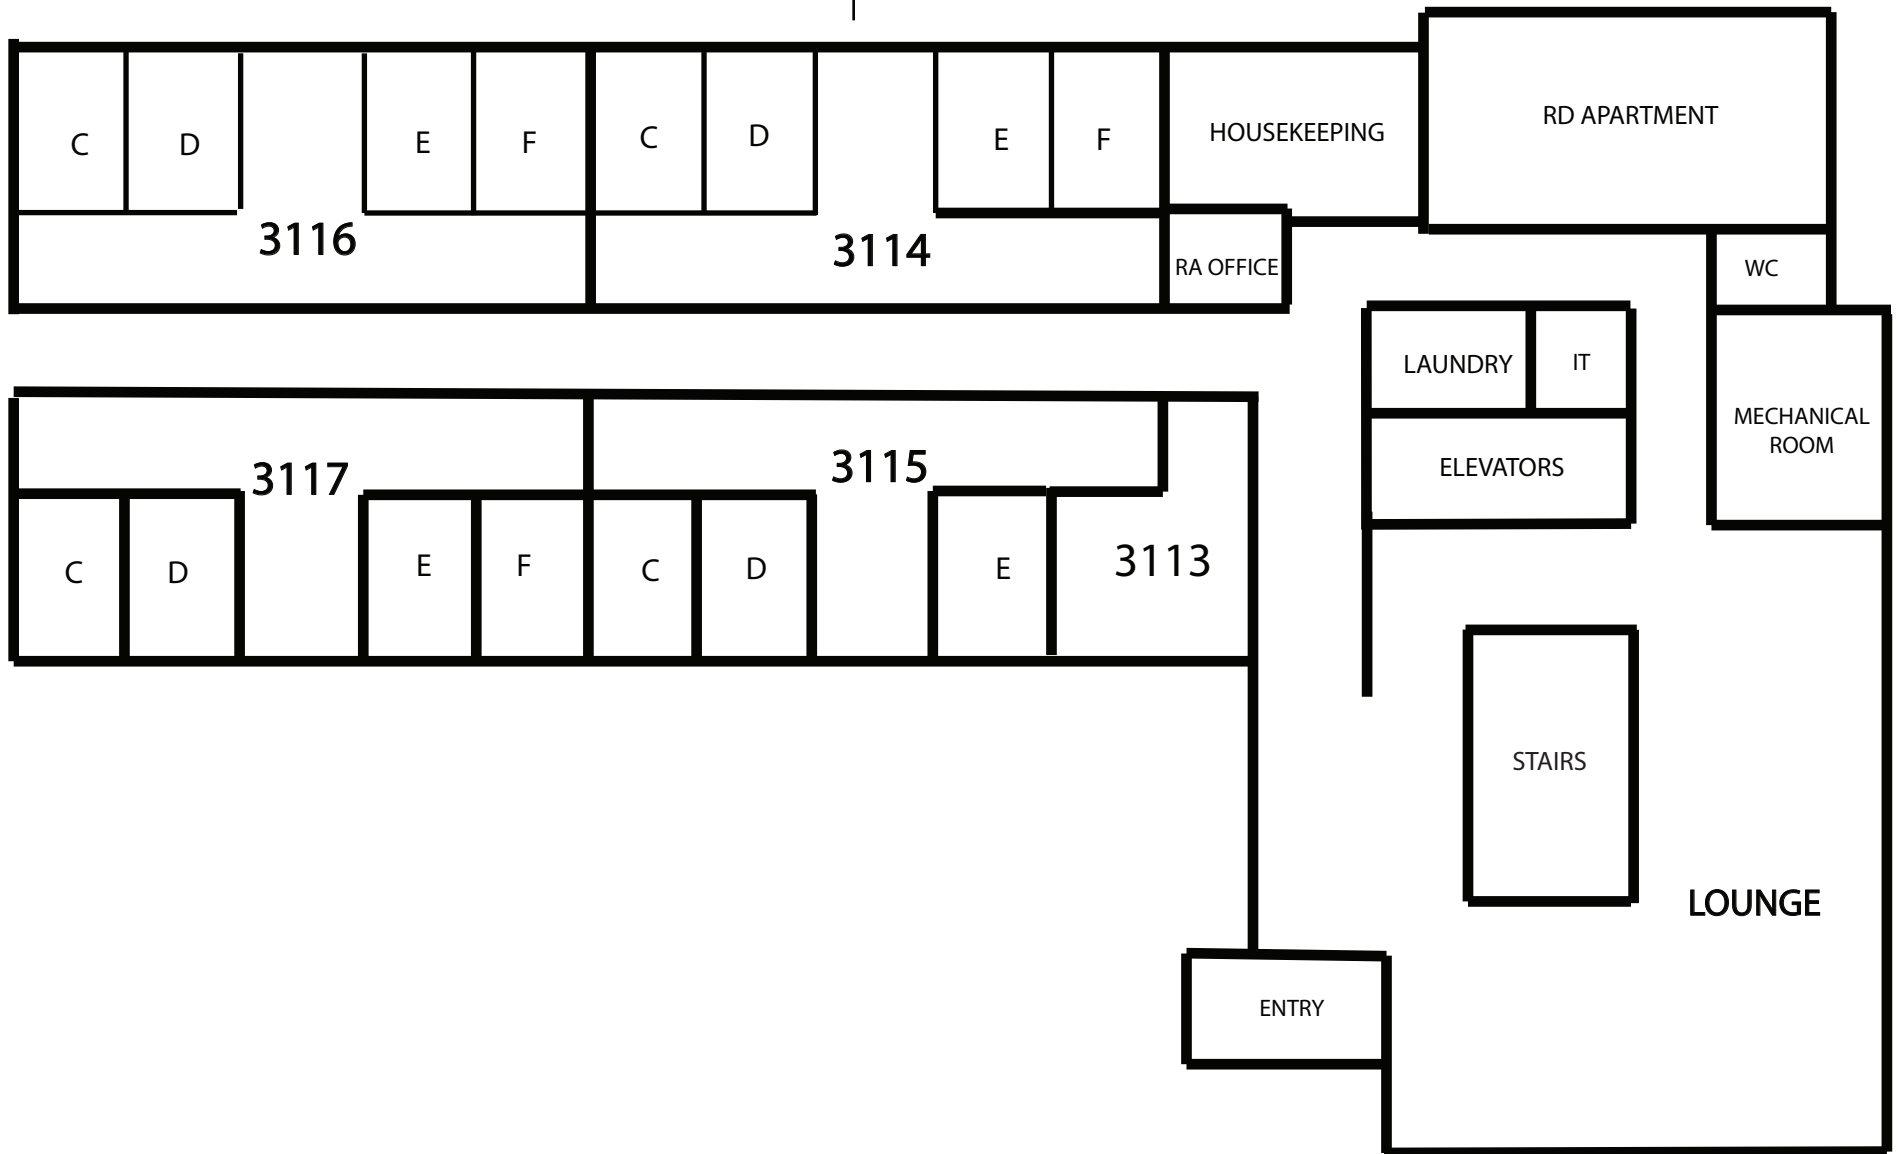 RD APARTMENT
HOUSEKEEPING
C
D
E
F
C
D
E
F
3116
3114
RA OFFICE
WC
LAUNDRY
IT
MECHANICAL
ROOM
ELEVATORS
3117
3115
C
D
E
F
C
D
E
3113
STAIRS
LOUNGE
ENTRY